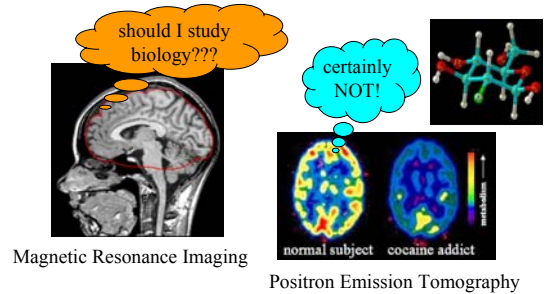 should I study
biology???
certainly
NOT!
metabolism
normal subject
cocaine addict
Magnetic Resonance Imaging
Positron Emission Tomography